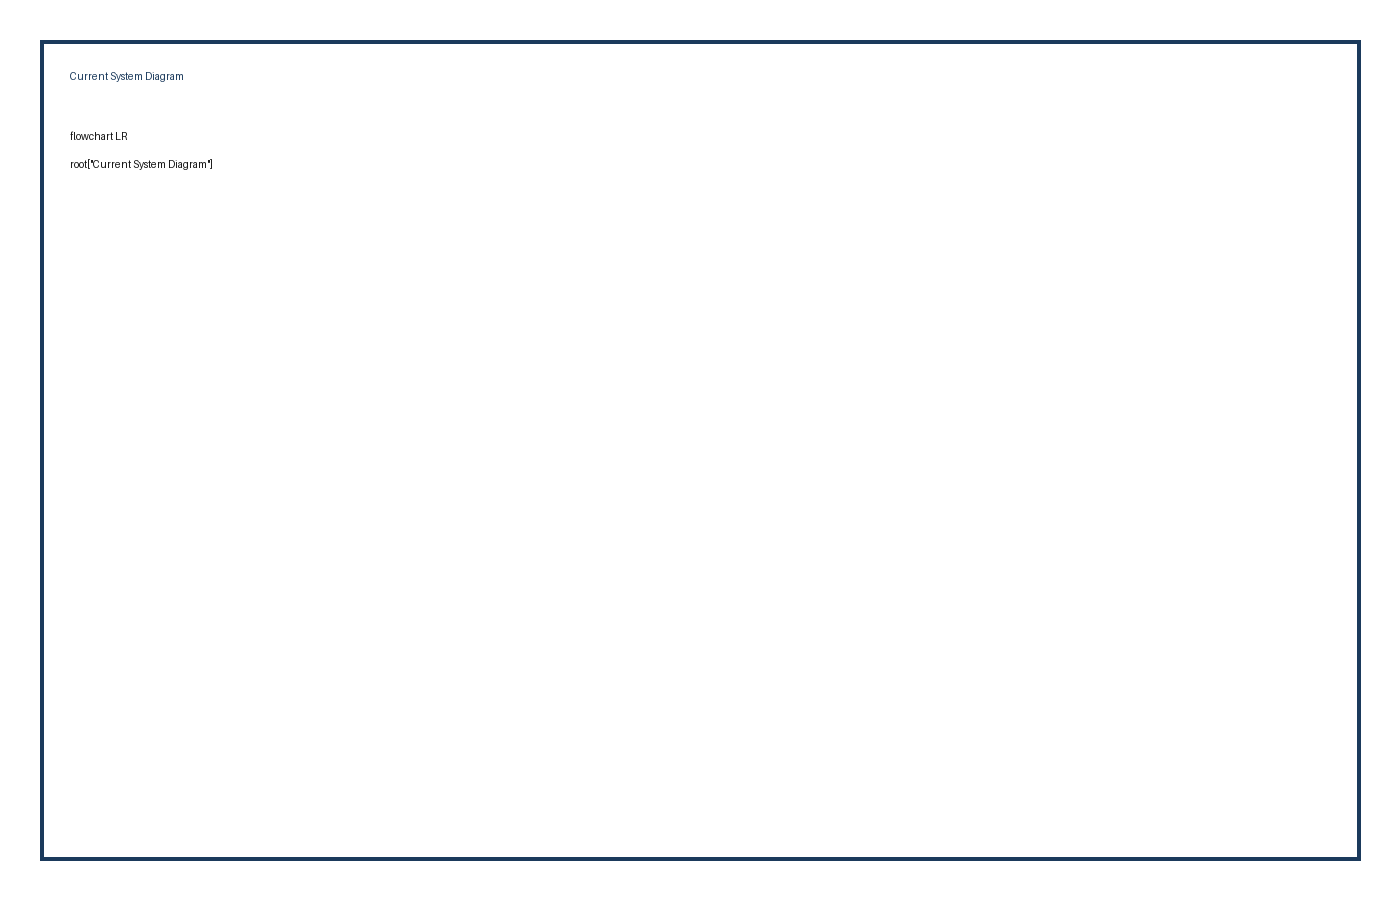 Current System Diagram
flowchart LR
root["Current System Diagram"]